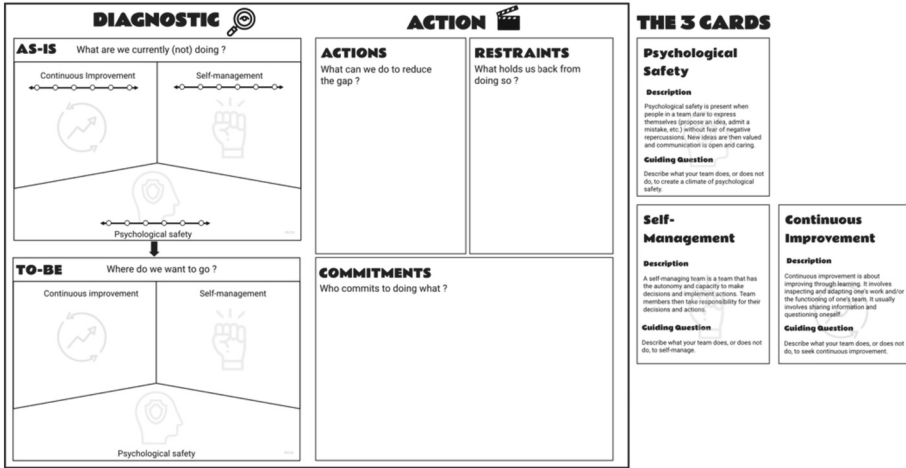 DIAGNOSTIC
AS-IS What are we currently (not) doing ?
Continuous Improvement
Self-management
Psychological safety
TO-BE Where do we want to go ?
Continuous improvement
Self-management
Psychological safety
ACTION
ACTIONS
What can we do to reduce
the gap ?
RESTRAINTS
What holds us back from
doing so ?
COMMITMENTS
Who commits to doing what ?
THE 3 CARDS
Psychological
Safety
Description
Psychological safety is present when
people in a team dare to express
themselves (propose an idea, admit a
mistake, etc.) without fear of negative
repercussions. New ideas are then valued
and communication is open and caring.
Guiding Question
Describe what your team does, or does not
do, to create a climate of psychological
safety.
Self-
Management
Description
A self-managing team is a team that has
the autonomy and capacity to make
decisions and implement actions. Team
members then take responsibility for their
decisions and actions.
Guiding Question
Describe what your team does, or does not
do, to self-manage.
Continuous
Improvement
Description
Continuous improvement is about
improving through learning. It involves
inspecting and adapting one's work and/or
the functioning of one's team. It usually
involves sharing information and
questioning oneself.
Guiding Question
Describe what your team does, or does not
do, to seek continuous improvement.